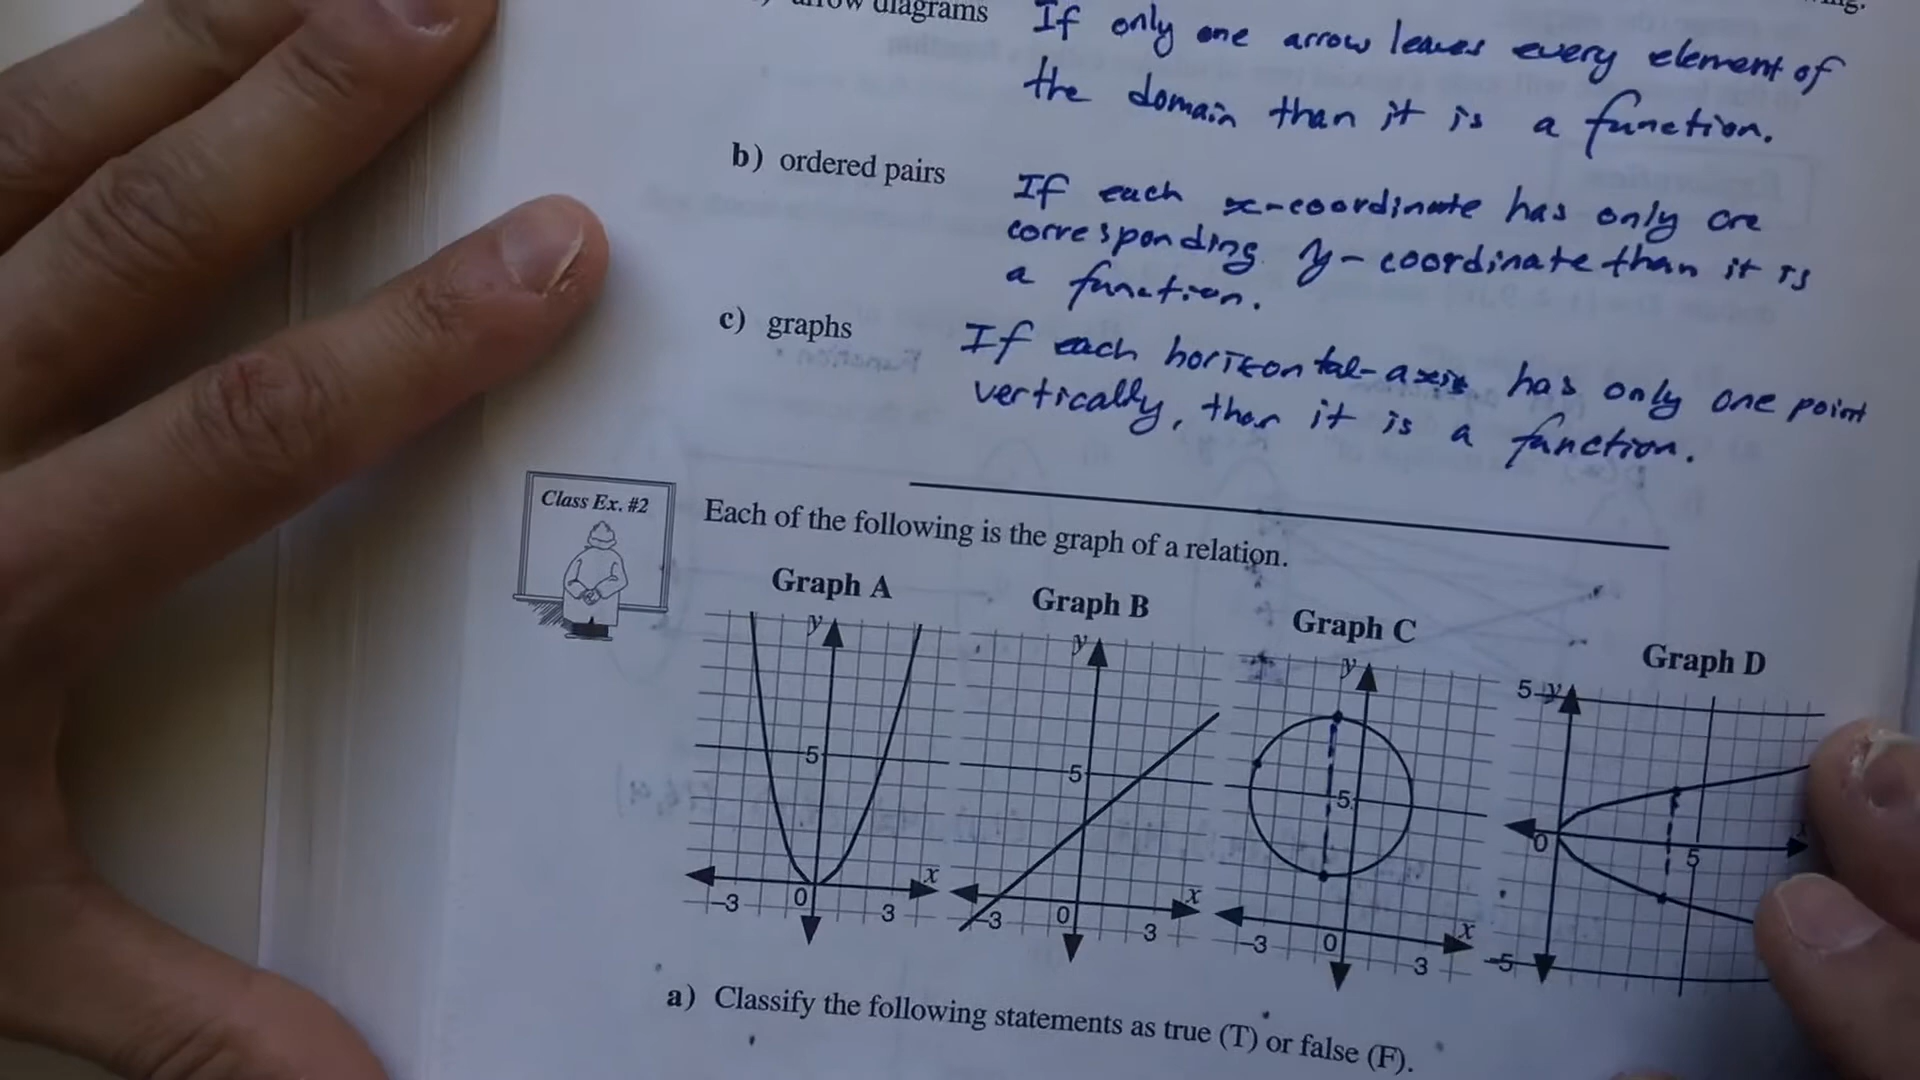 arrow diagrams
If only one arrow leaves every element of
the domain than it is a function.
b) ordered pairs
If each x-coordinate has only one
corresponding y-coordinate than it is
a function.
c) graphs
If each horizontal-axis has only one point
vertically, then it is a function.
Class Ex. #2
Each of the following is the graph of a relation.
Graph A
Graph B
Graph C
Graph D
y
5
-3
0
3
x
y
5
-3
0
3
x
y
5
-3
0
3
x
5
y
0
5
-5
a) Classify the following statements as true (T) or false (F).